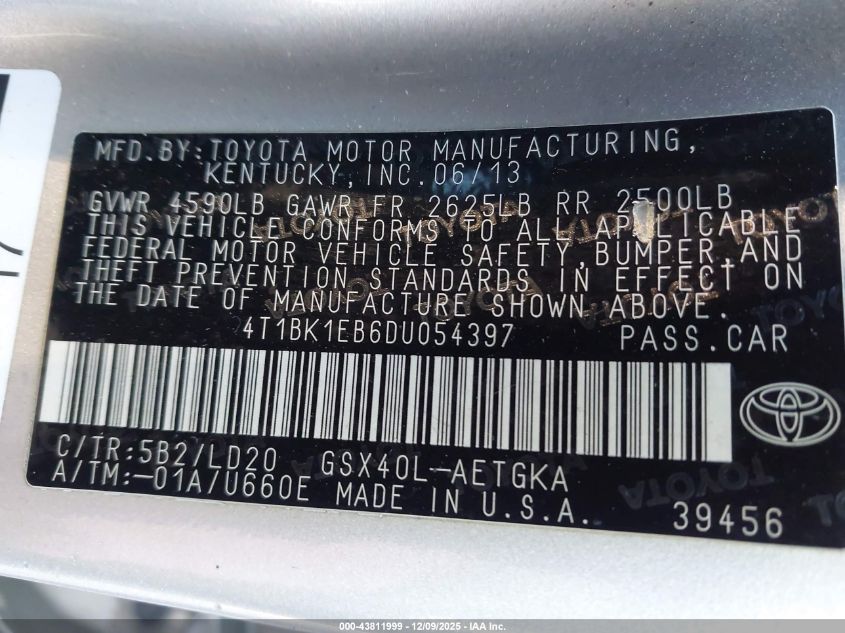 MFD.BY:TOYOTA MOTOR MANUFACTURING,
KENTUCKY,INC.06/13
GVWR 4590LB GAWR FR 2625LB RR 2500LB
THIS VEHICLE CONFORMS TO ALL APPLICABLE
FEDERAL MOTOR VEHICLE SAFETY,BUMPER,AND
THEFT PREVENTION STANDARDS IN EFFECT ON
THE DATE OF MANUFACTURE SHOWN ABOVE.
4T1BK1EB6DU054397 PASS.CAR
C/TR:5B2/LD20 GSX40L-AETGKA
A/TM:-01A/U660E MADE IN U.S.A. 39456
000-43811999 - 12/09/2025 - IAA Inc.